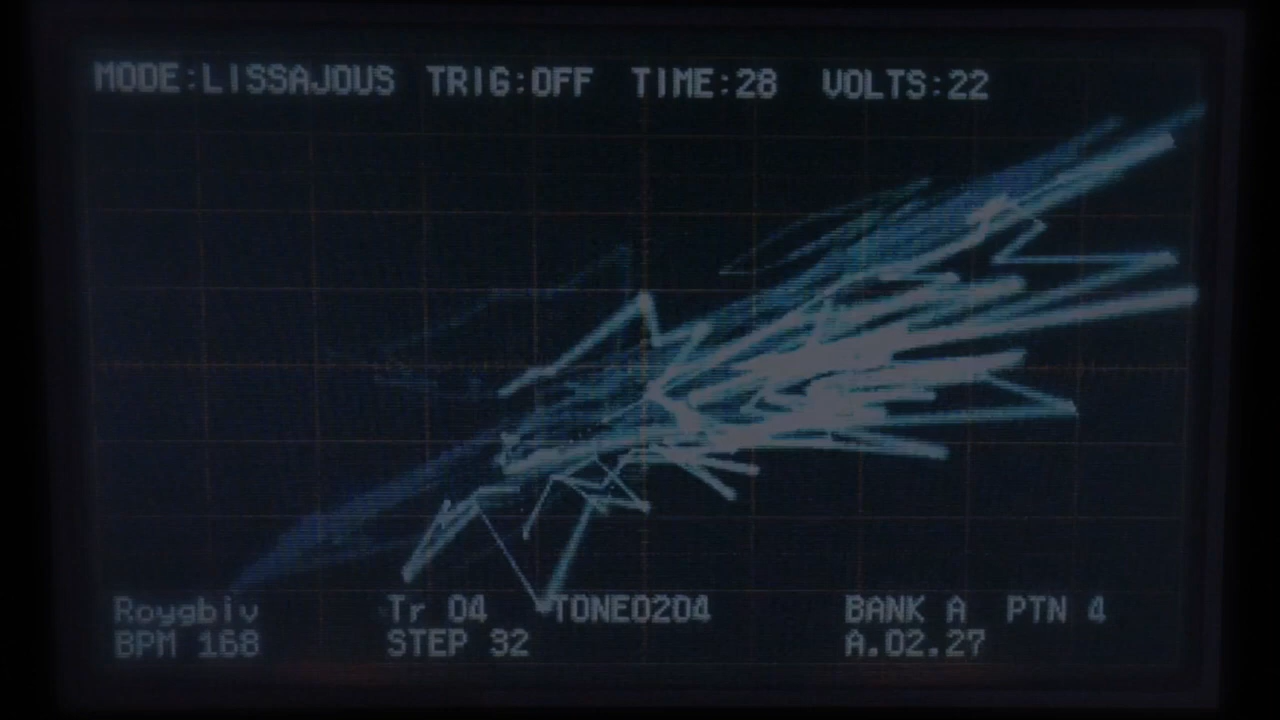 MODE:LISSAJOUS TRIG:OFF TIME:28 VOLTS:22
Roygbiv Tr 04 TONE0204 BANK A PTN 4
BPM 168 STEP 32 A.02.27